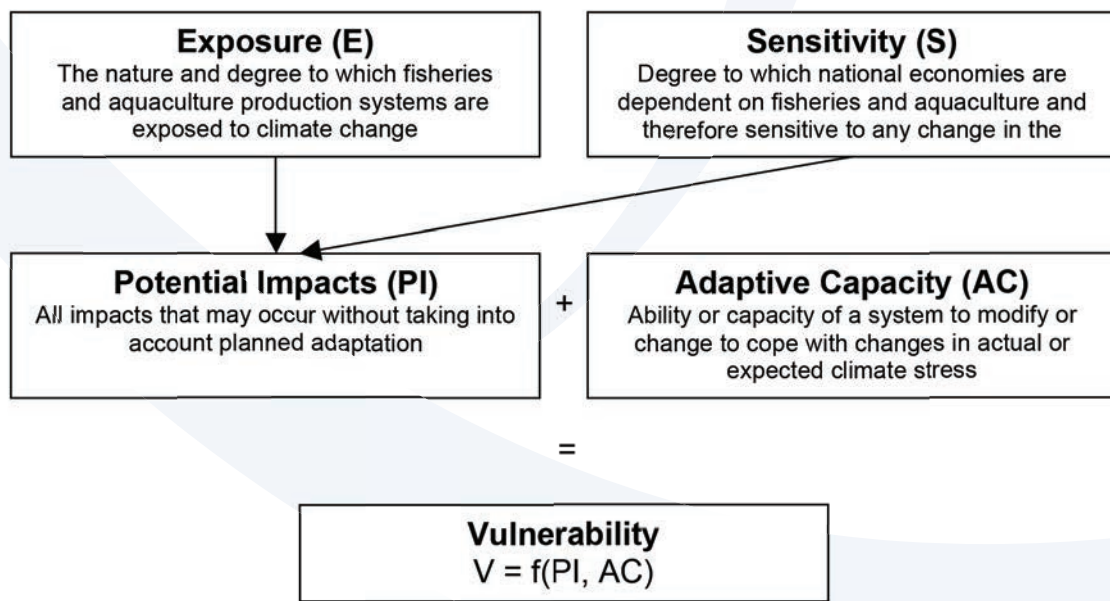 Exposure (E)
The nature and degree to which fisheries
and aquaculture production systems are
exposed to climate change
Sensitivity (S)
Degree to which national economies are
dependent on fisheries and aquaculture and
therefore sensitive to any change in the
Potential Impacts (PI)
All impacts that may occur without taking into
account planned adaptation
+
Adaptive Capacity (AC)
Ability or capacity of a system to modify or
change to cope with changes in actual or
expected climate stress
=
Vulnerability
V = f(PI, AC)